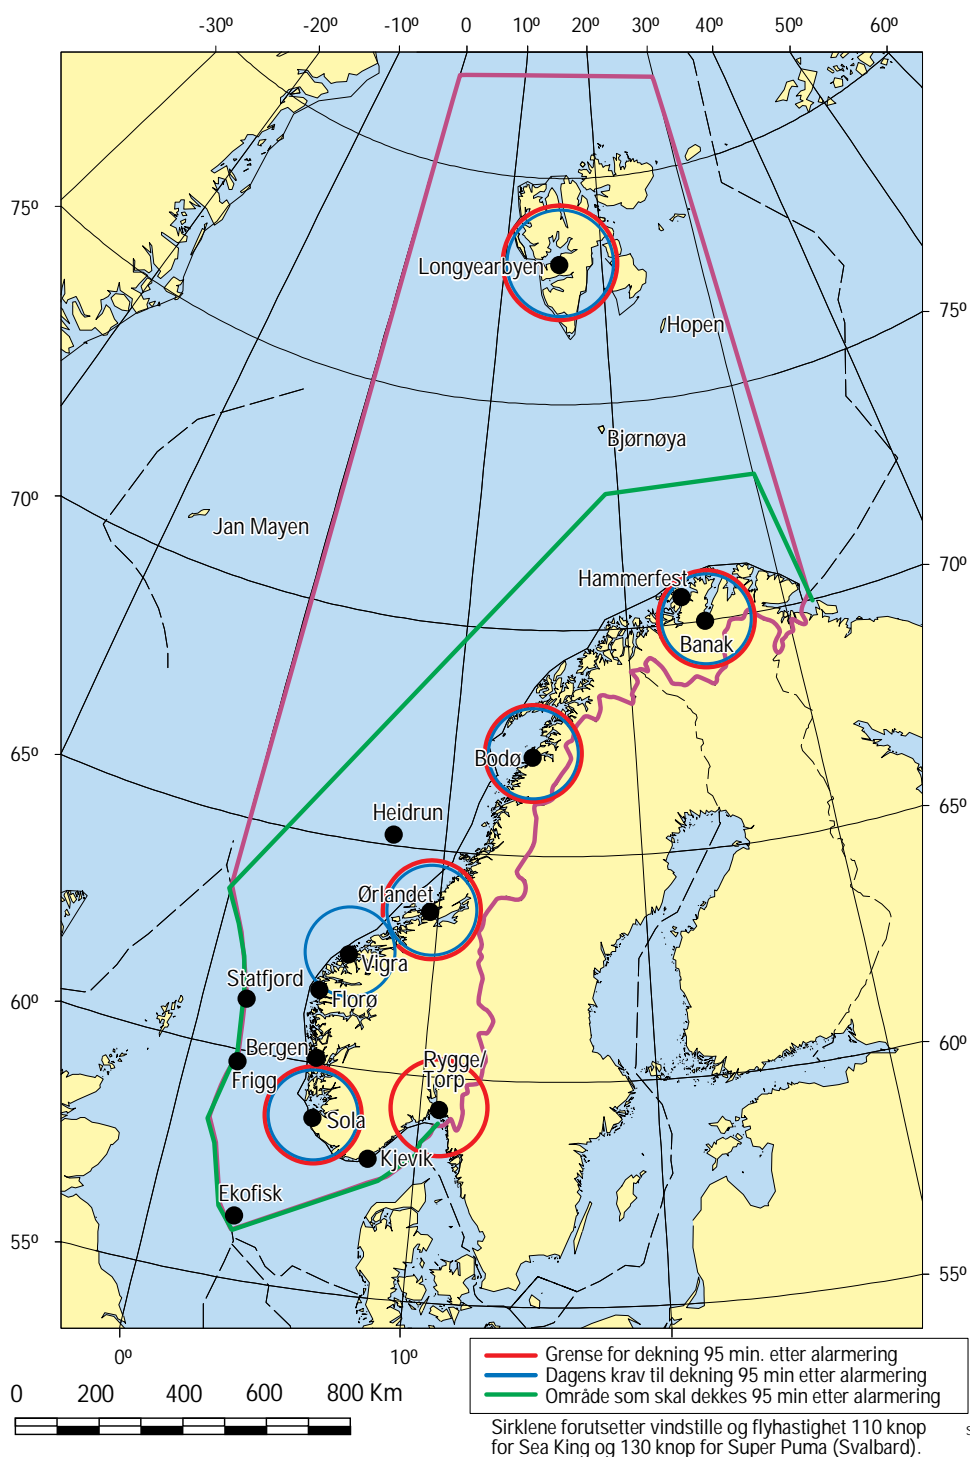 -30º -20º -10º 0 10º 20º 30º 40º 50º 60º
75º
Longyearbyen
75º
Hopen
Bjørnøya
70º
Jan Mayen
70º
Hammerfest
Banak
65º
Bodø
65º
Heidrun
Ørlandet
Vigra
Statfjord
Florø
60º
60º
Bergen
Rygge/
Torp
Frigg
Sola
Kjevik
Ekofisk
55º
55º
0º 10º
Grense for dekning 95 min. etter alarmering
Dagens krav til dekning 95 min etter alarmering
Område som skal dekkes 95 min etter alarmering
0 200 400 600 800 Km
Sirklene forutsetter vindstille og flyhastighet 110 knop
for Sea King og 130 knop for Super Puma (Svalbard).